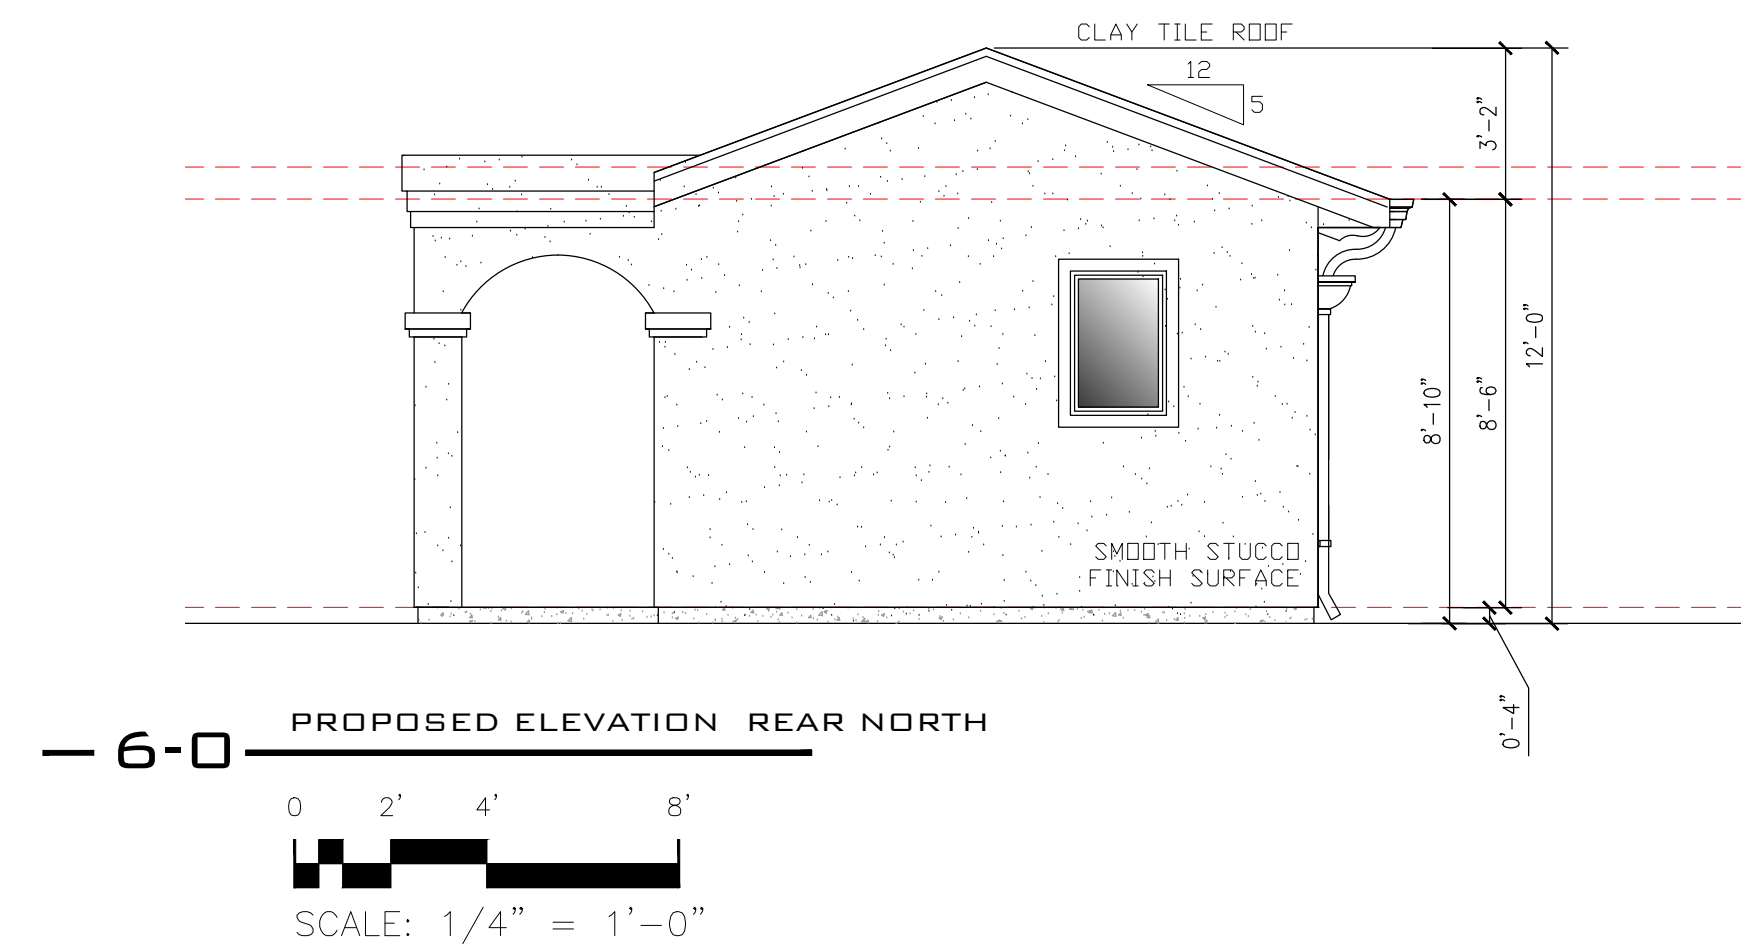 CLAY TILE ROOF
12
5
3'-2"
8'-10"
8'-6"
12'-0"
SMOOTH STUCCO
FINISH SURFACE
0'-4"
PROPOSED ELEVATION REAR NORTH
6-0
0 2' 4' 8'
SCALE: 1/4" = 1'-0"